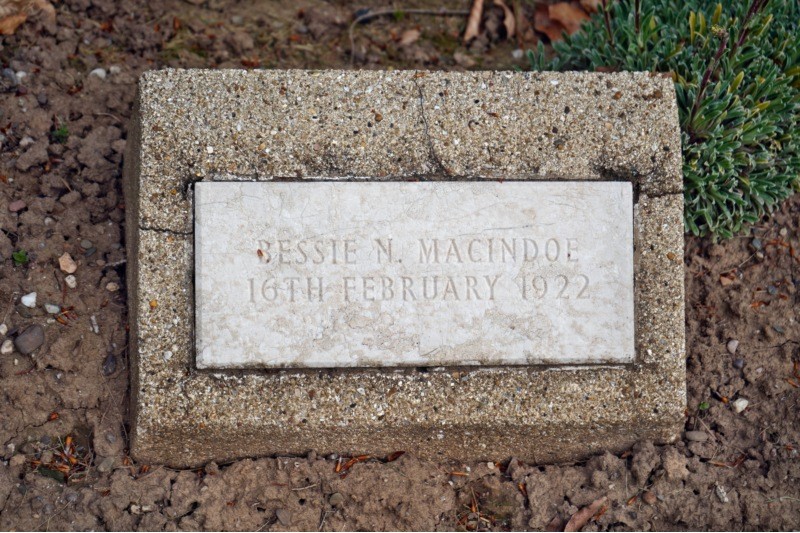 BESSIE N. MACINDOE
16TH FEBRUARY 1922